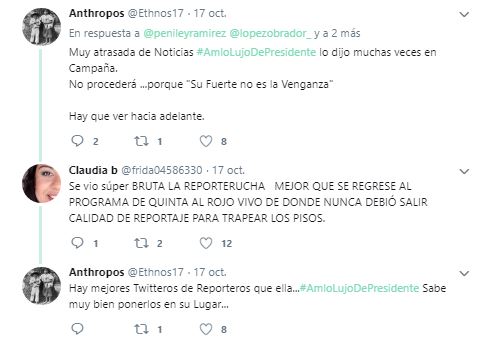 Anthropos @Ethnos17 · 17 oct.
En respuesta a @penileyramirez @lopezobrador_ y a 2 más
Muy atrasada de Noticias #AmloLujoDePresidente lo dijo muchas veces en
Campaña.
No procederá ...porque "Su Fuerte no es la Venganza"
Hay que ver hacia adelante.
2 1 8
Claudia b @frida04586330 · 17 oct.
Se vio súper BRUTA LA REPORTERUCHA MEJOR QUE SE REGRESE AL
PROGRAMA DE QUINTA AL ROJO VIVO DE DONDE NUNCA DEBIÓ SALIR
CALIDAD DE REPORTAJE PARA TRAPEAR LOS PISOS.
1 2 12
Anthropos @Ethnos17 · 17 oct.
Hay mejores Twitteros de Reporteros que ella...#AmloLujoDePresidente Sabe
muy bien ponerlos en su Lugar...
1 8